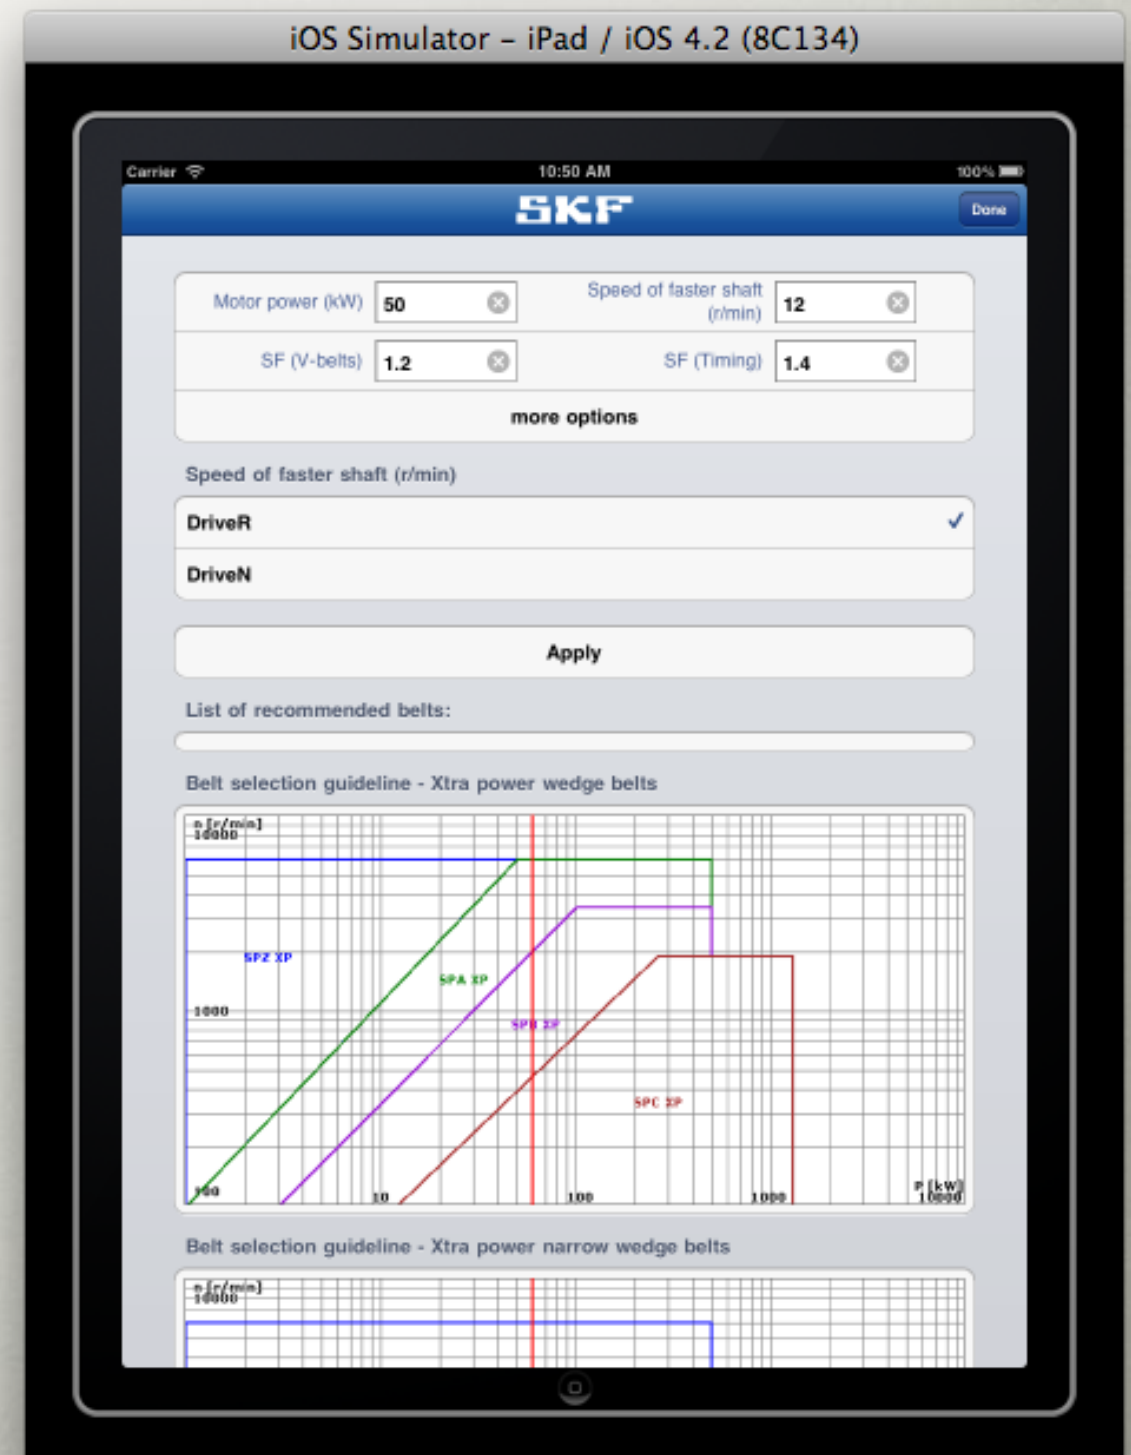 iOS Simulator – iPad / iOS 4.2 (8C134)
Carrier 10:50 AM 100%
SKF Done
Motor power (kW) 50 Speed of faster shaft (r/min) 12
SF (V-belts) 1.2 SF (Timing) 1.4
more options
Speed of faster shaft (r/min)
DriveR
DriveN
Apply
List of recommended belts:
Belt selection guideline - Xtra power wedge belts
n [r/min]
10000
SPZ XP
SPA XP
1000
SPB XP
SPC XP
P [kW]
100 10 100 1000 10000
Belt selection guideline - Xtra power narrow wedge belts
n [r/min]
10000